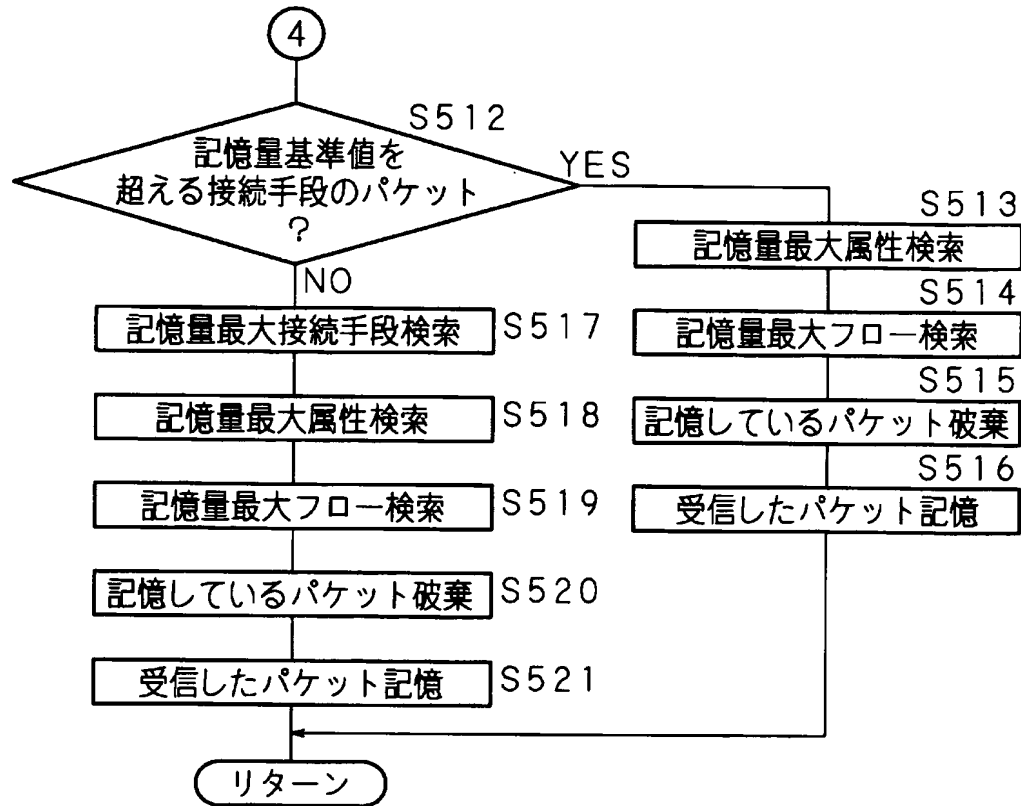 4
S512
記憶量基準値を
超える接続手段のパケット
?
YES
NO
S513
記憶量最大属性検索
S514
記憶量最大フロー検索
S515
記憶しているパケット破棄
S516
受信したパケット記憶
記憶量最大接続手段検索 S517
記憶量最大属性検索 S518
記憶量最大フロー検索 S519
記憶しているパケット破棄 S520
受信したパケット記憶 S521
リターン